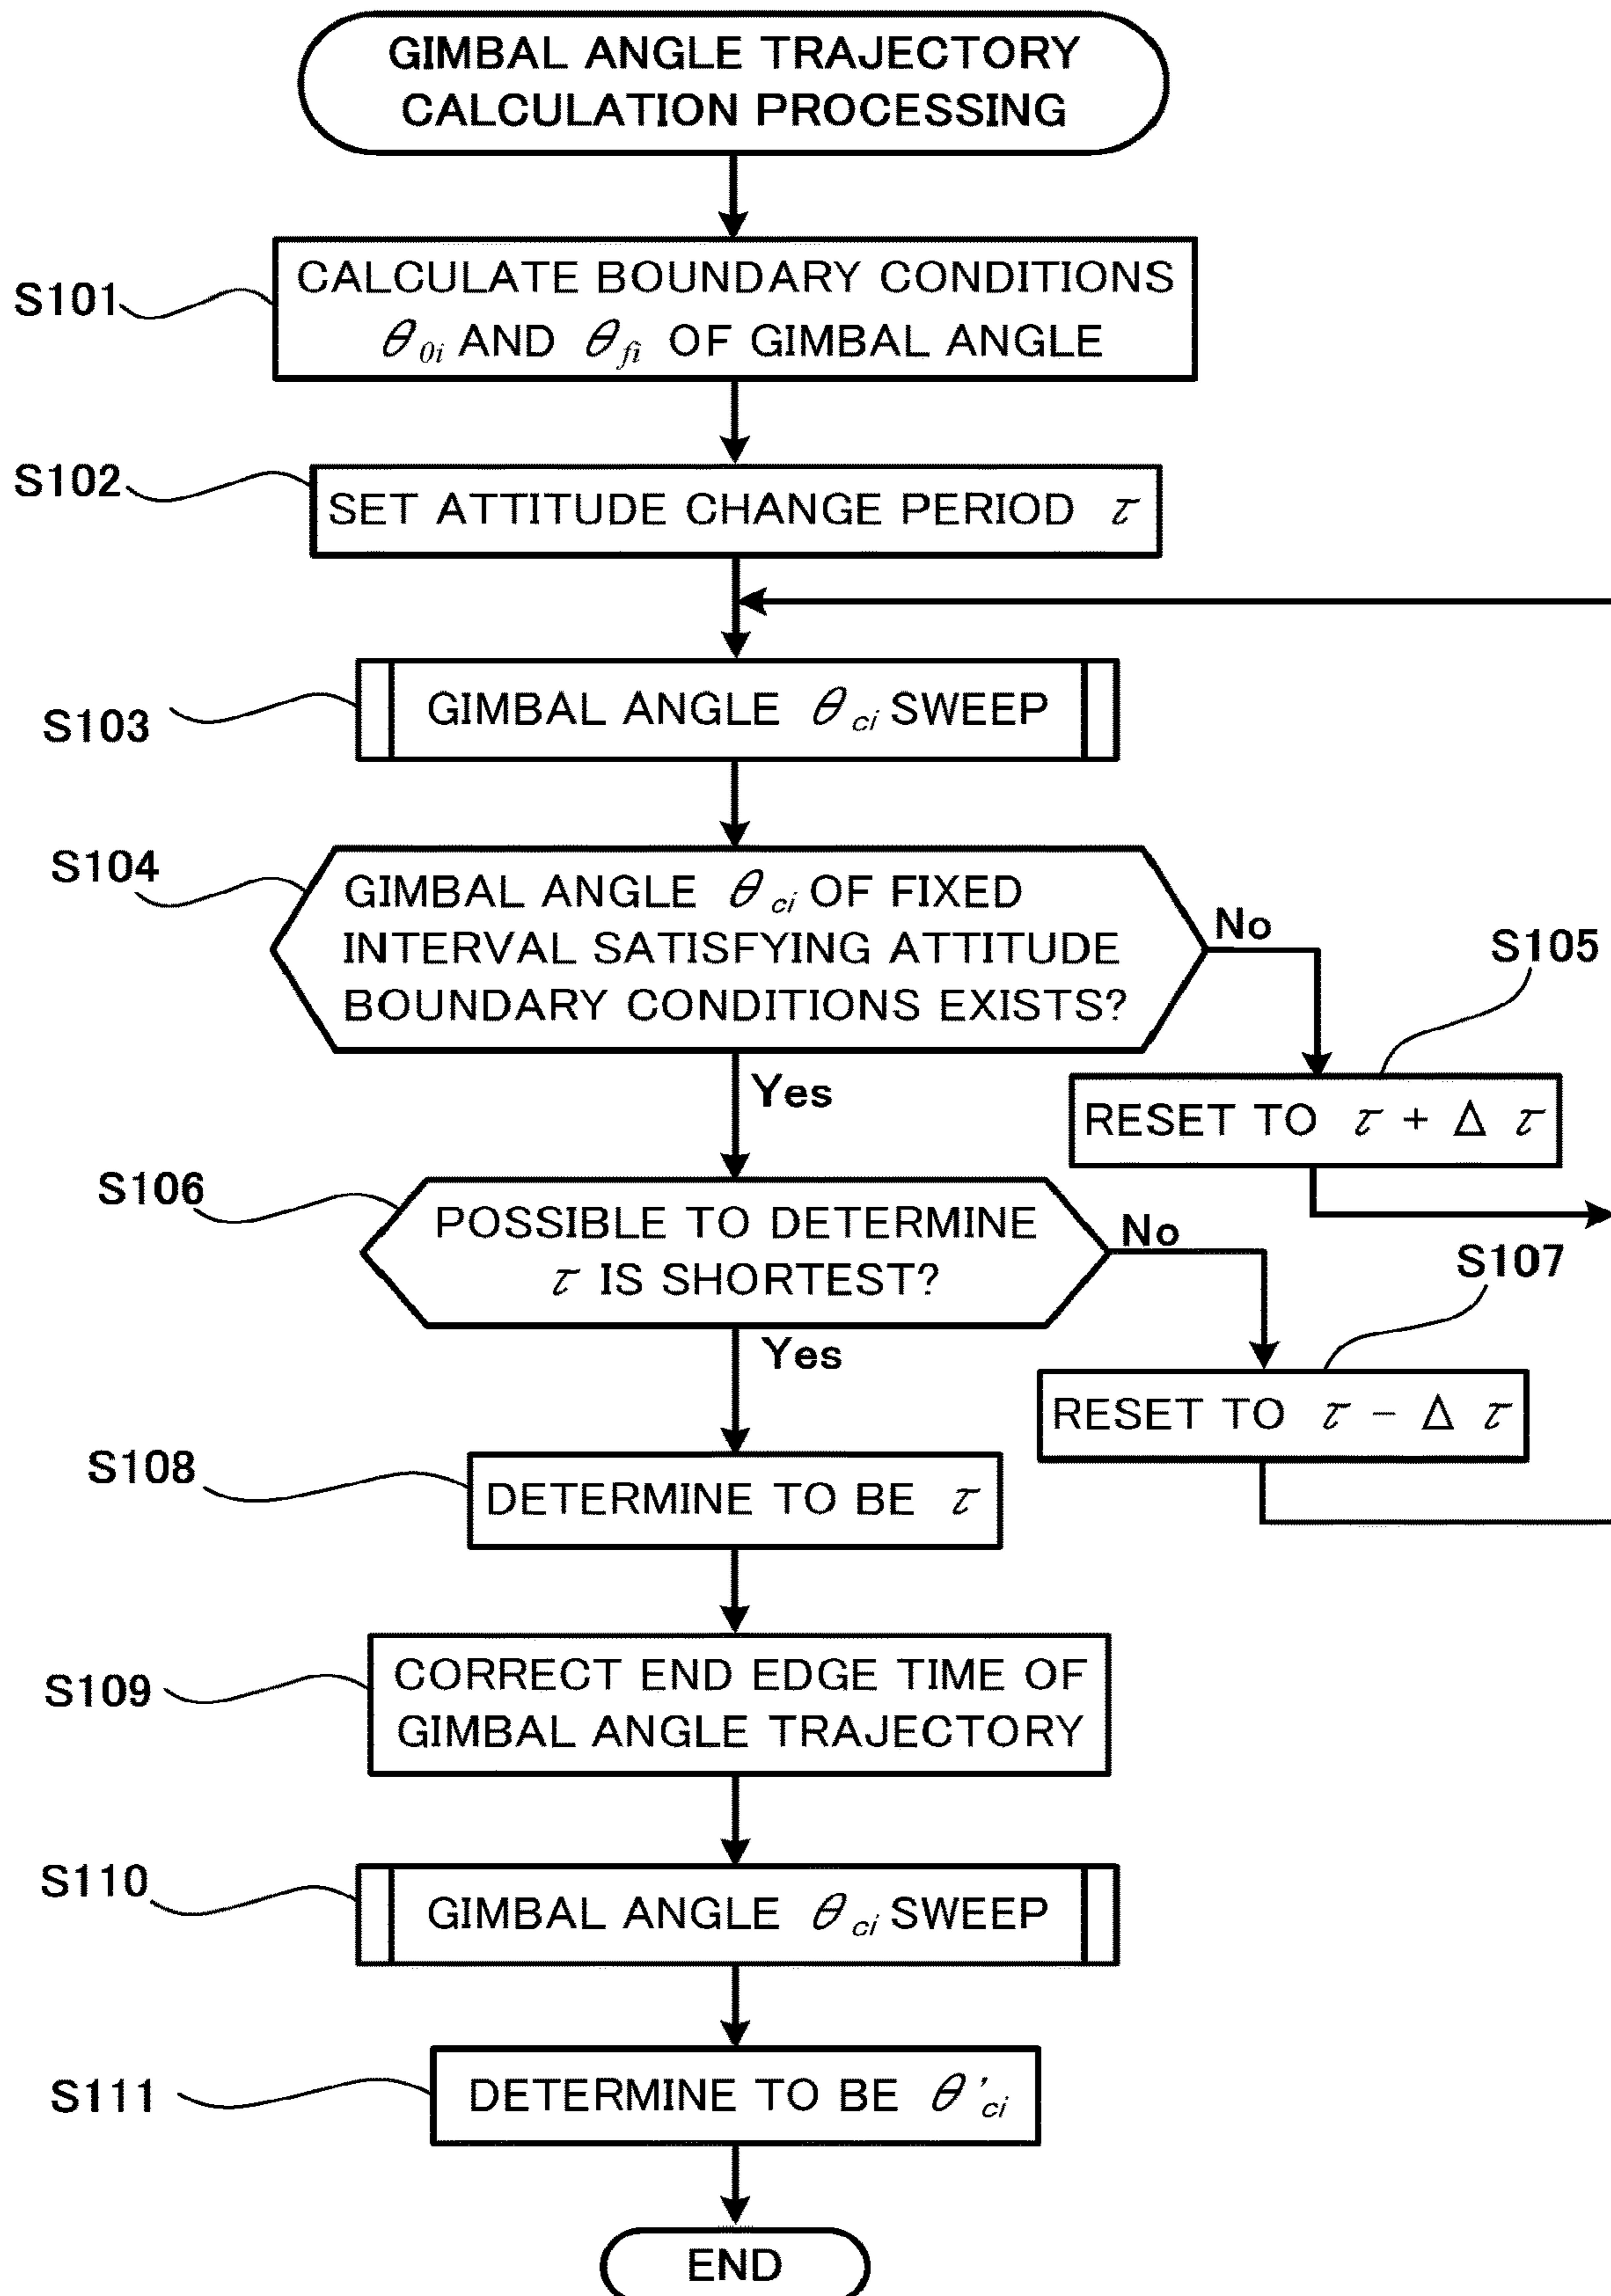 GIMBAL ANGLE TRAJECTORY
CALCULATION PROCESSING
S101
CALCULATE BOUNDARY CONDITIONS
θ0i AND θfi OF GIMBAL ANGLE
S102
SET ATTITUDE CHANGE PERIOD τ
S103
GIMBAL ANGLE θci SWEEP
S104
GIMBAL ANGLE θci OF FIXED
INTERVAL SATISFYING ATTITUDE
BOUNDARY CONDITIONS EXISTS?
No
S105
RESET TO τ + Δ τ
Yes
S106
POSSIBLE TO DETERMINE
τ IS SHORTEST?
No
S107
RESET TO τ − Δ τ
Yes
S108
DETERMINE TO BE τ
S109
CORRECT END EDGE TIME OF
GIMBAL ANGLE TRAJECTORY
S110
GIMBAL ANGLE θci SWEEP
S111
DETERMINE TO BE θ'ci
END